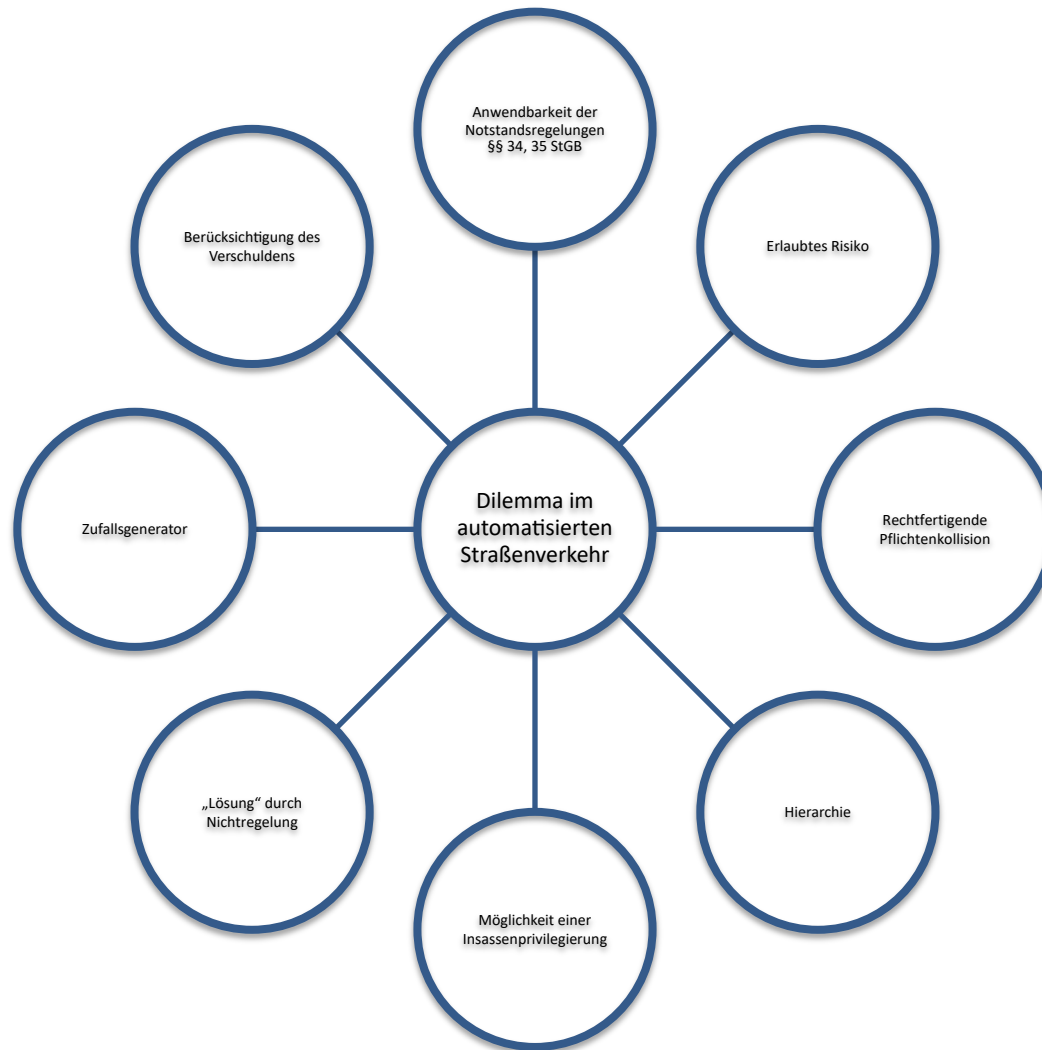 Anwendbarkeit der
Notstandsregelungen
§§ 34, 35 StGB
Erlaubtes Risiko
Rechtfertigende
Pflichtenkollision
Hierarchie
Möglichkeit einer
Insassenprivilegierung
„Lösung“ durch
Nichtregelung
Zufallsgenerator
Berücksichtigung des
Verschuldens
Dilemma im
automatisierten
Straßenverkehr